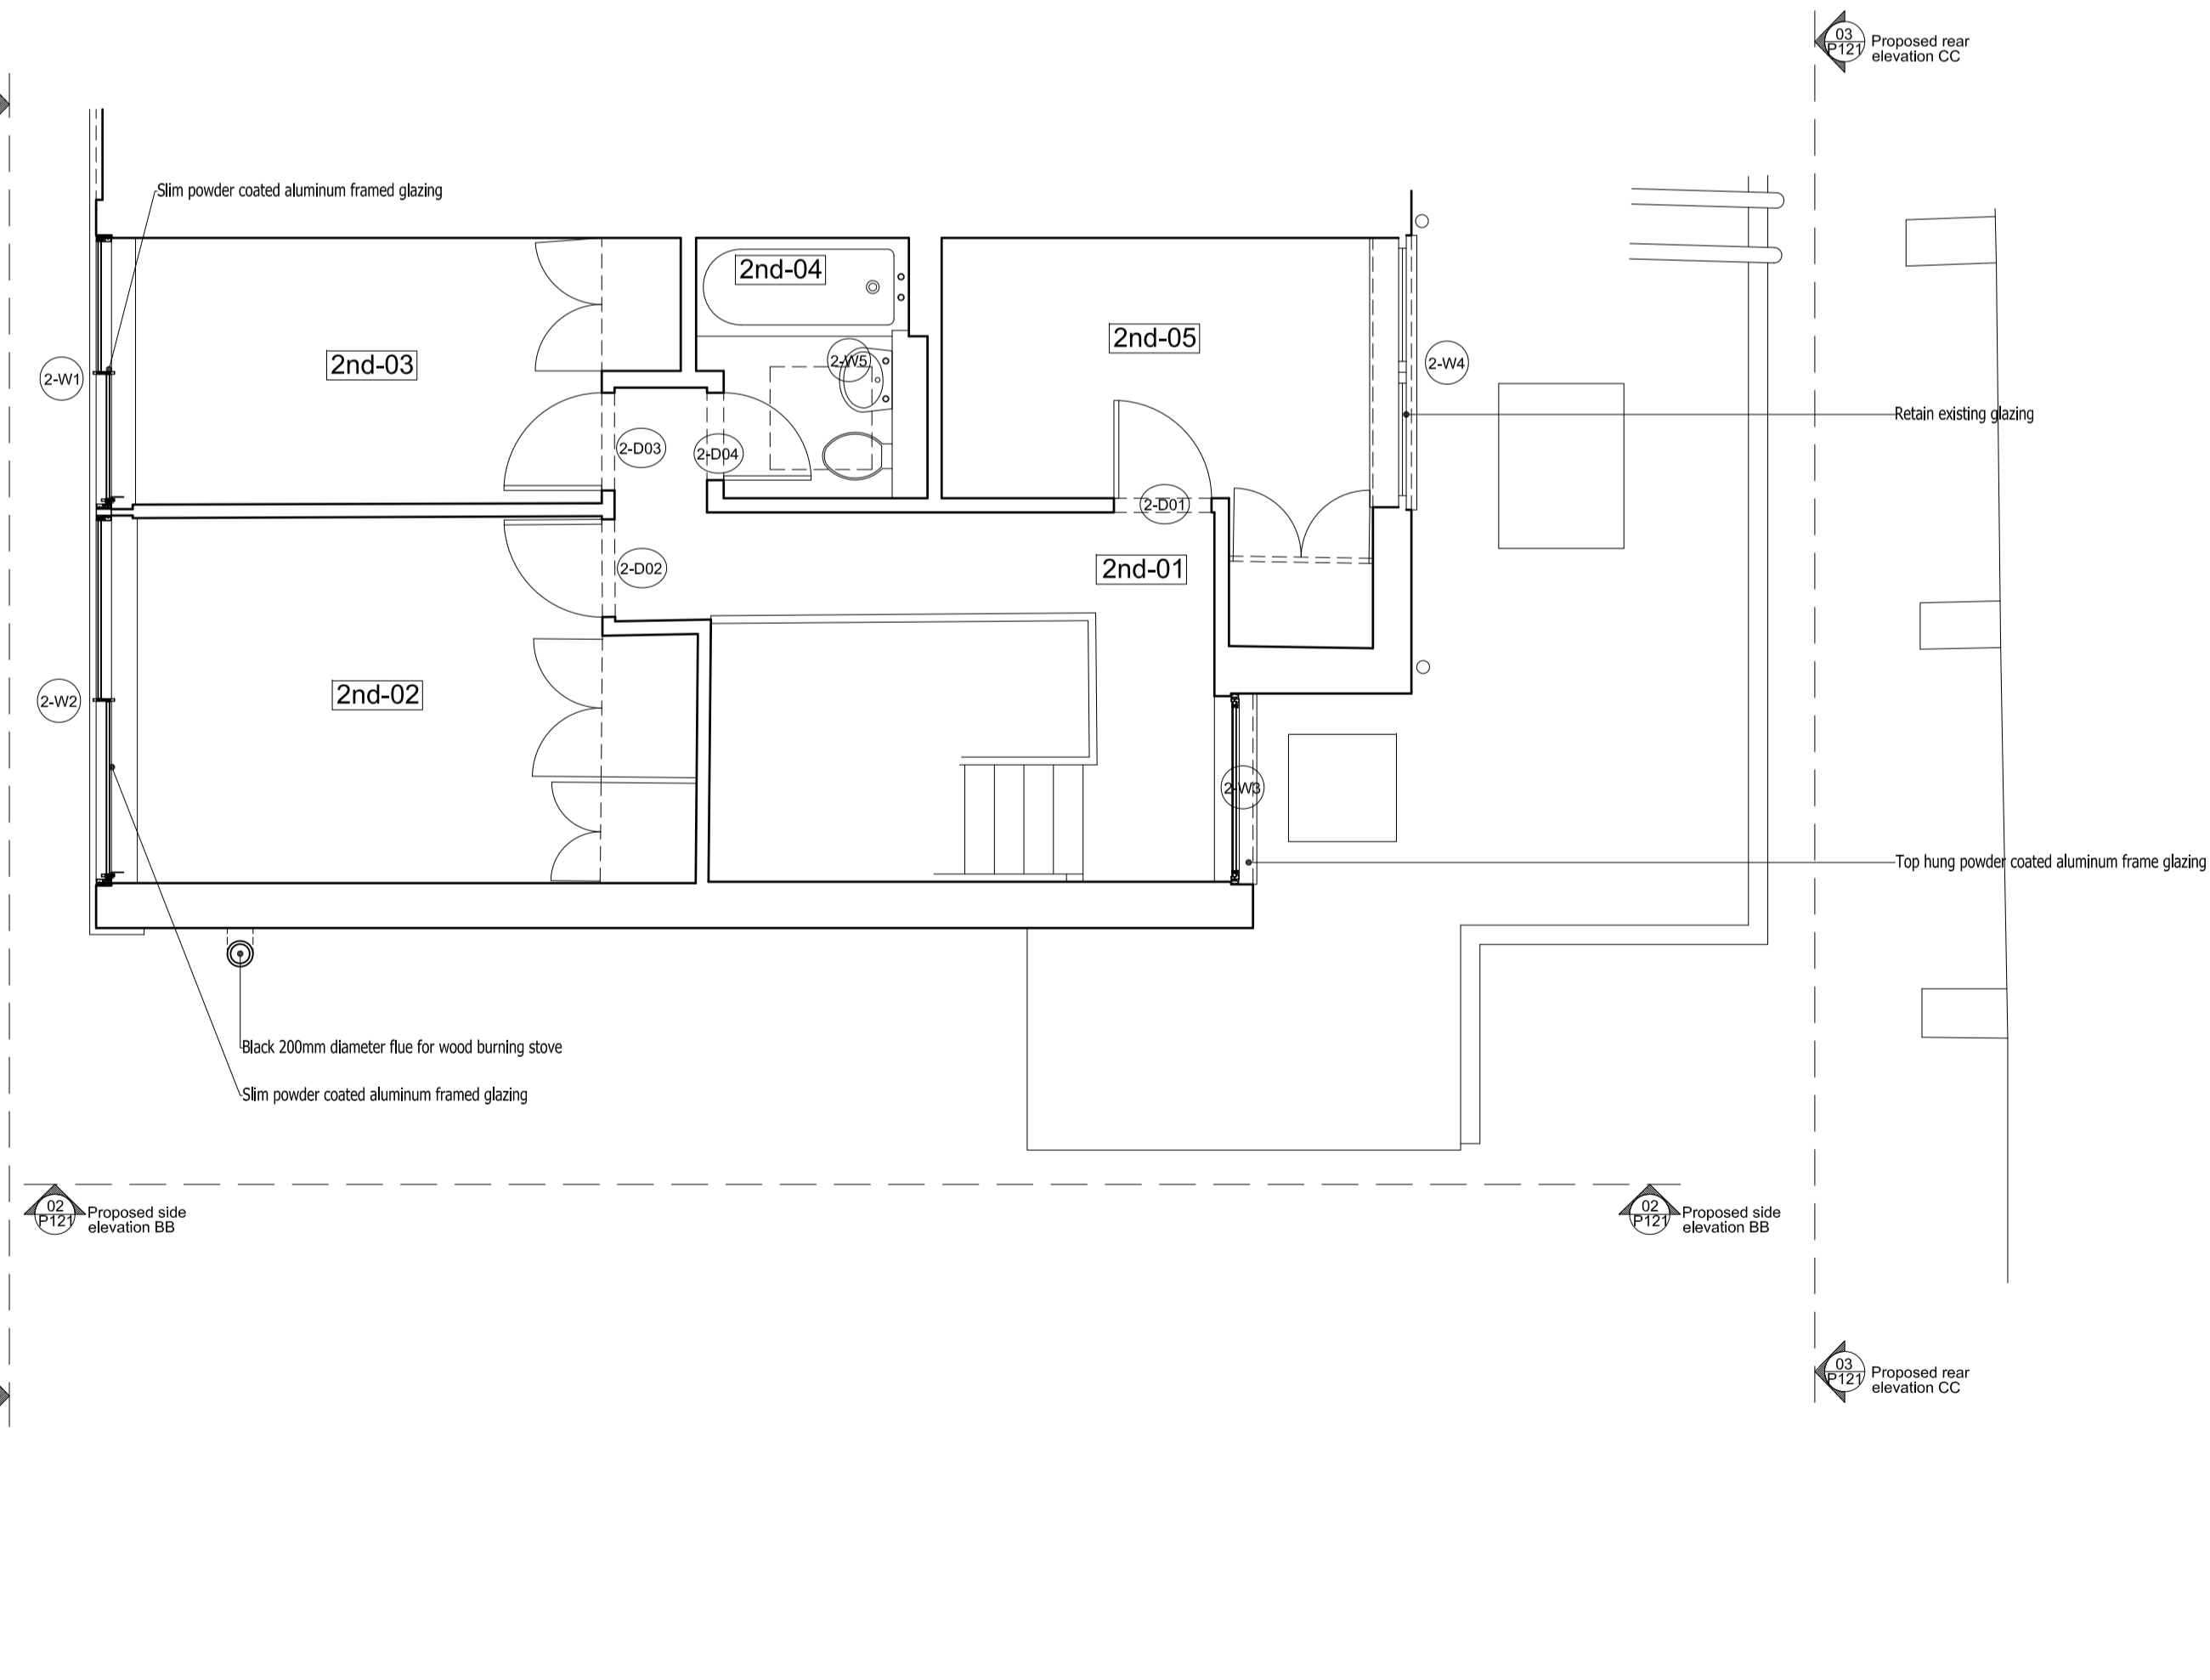 03
P121
Proposed rear
elevation CC
Slim powder coated aluminum framed glazing
2nd-04
2nd-05
2nd-03
2-W5
2-W4
2-W1
Retain existing glazing
2-D03
2-D04
2-D01
2-D02
2nd-01
2nd-02
2-W2
2-W3
Top hung powder coated aluminum frame glazing
Black 200mm diameter flue for wood burning stove
Slim powder coated aluminum framed glazing
02
P121
Proposed side
elevation BB
02
P121
Proposed side
elevation BB
03
P121
Proposed rear
elevation CC